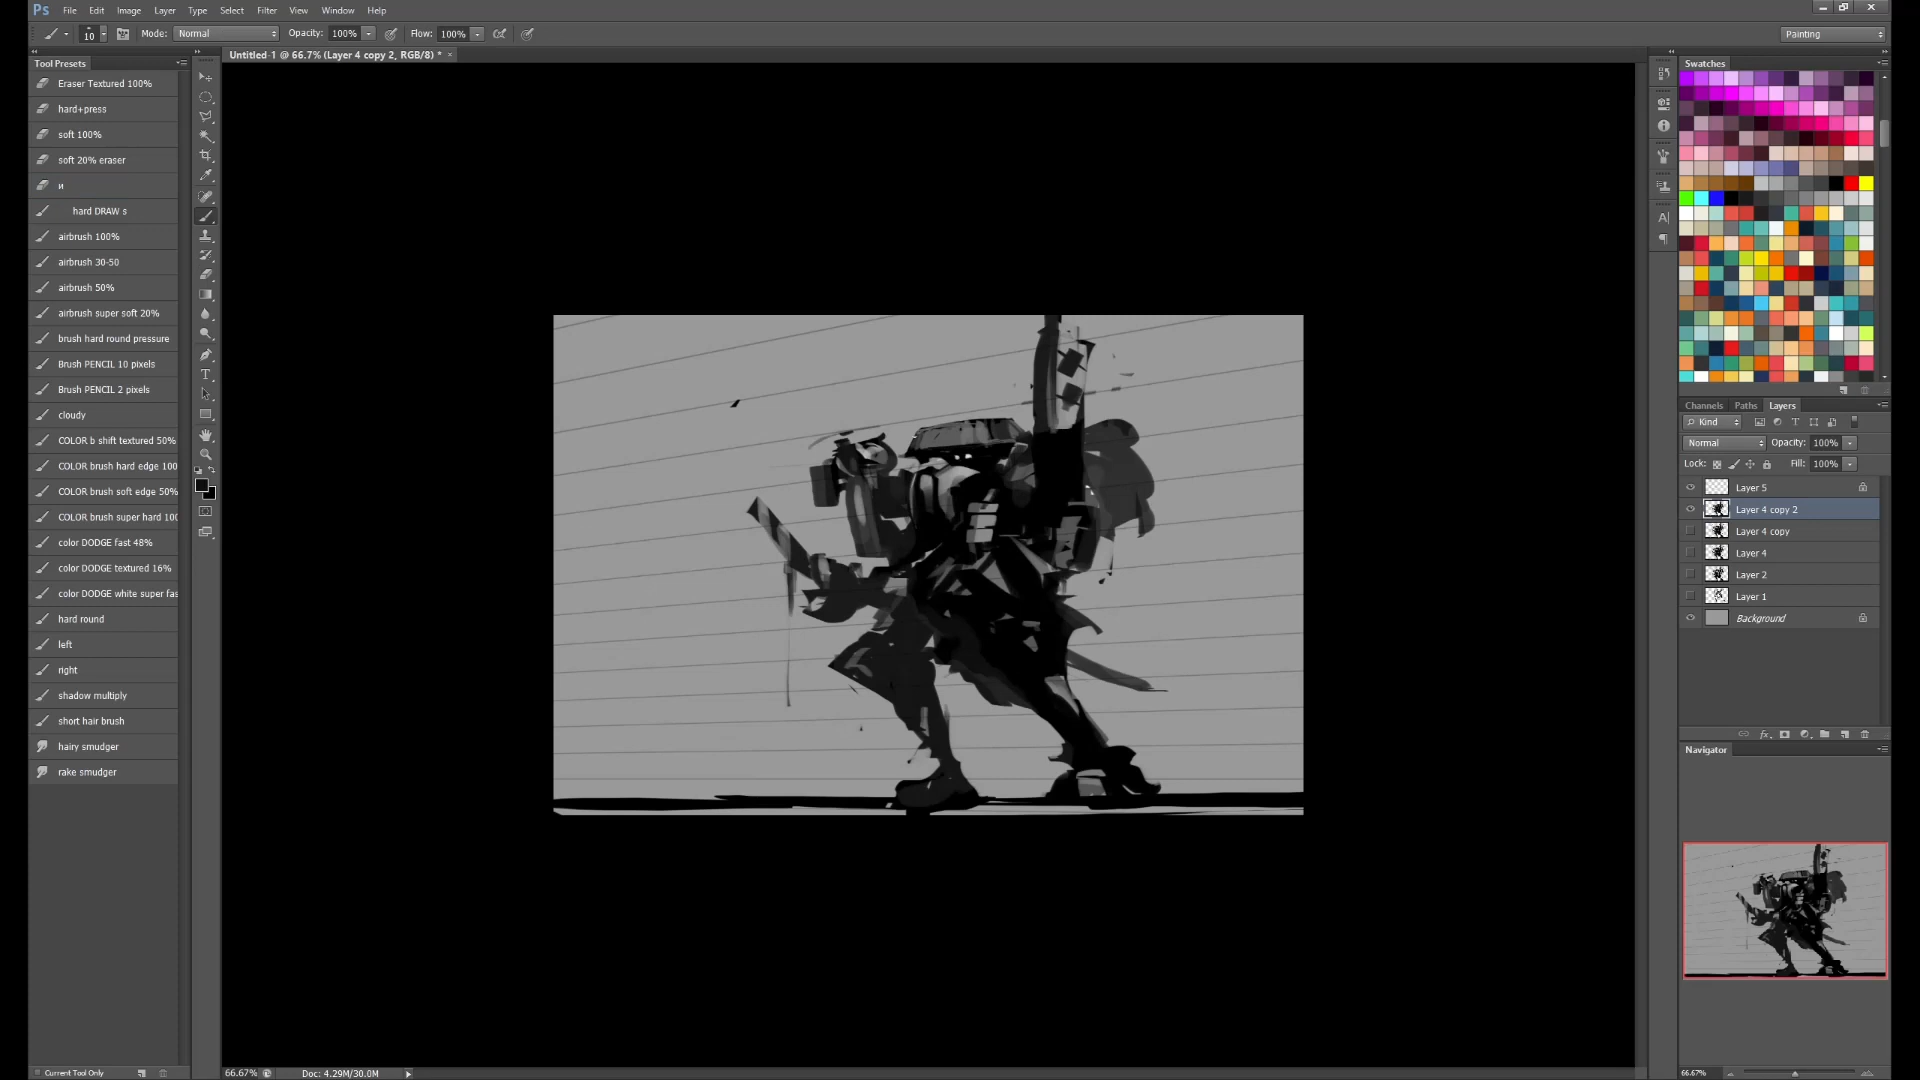 Ps File Edit Image Layer Type Select Filter View Window Help
10 Mode: Normal Opacity: 100% Flow: 100% Painting
Untitled-1 @ 66.7% (Layer 4 copy 2, RGB/8) * ×
Tool Presets
Eraser Textured 100%
hard+press
soft 100%
soft 20% eraser
и
hard DRAW s
airbrush 100%
airbrush 30-50
airbrush 50%
airbrush super soft 20%
brush hard round pressure
Brush PENCIL 10 pixels
Brush PENCIL 2 pixels
cloudy
COLOR b shift textured 50%
COLOR brush hard edge 100
COLOR brush soft edge 50%
COLOR brush super hard 100
color DODGE fast 48%
color DODGE textured 16%
color DODGE white super fas
hard round
left
right
shadow multiply
short hair brush
hairy smudger
rake smudger
Current Tool Only
66.67% Doc: 4.29M/30.0M
Swatches
Channels Paths Layers
Kind
Normal Opacity: 100%
Lock: Fill: 100%
Layer 5
Layer 4 copy 2
Layer 4 copy
Layer 4
Layer 2
Layer 1
Background
Navigator
66.67%